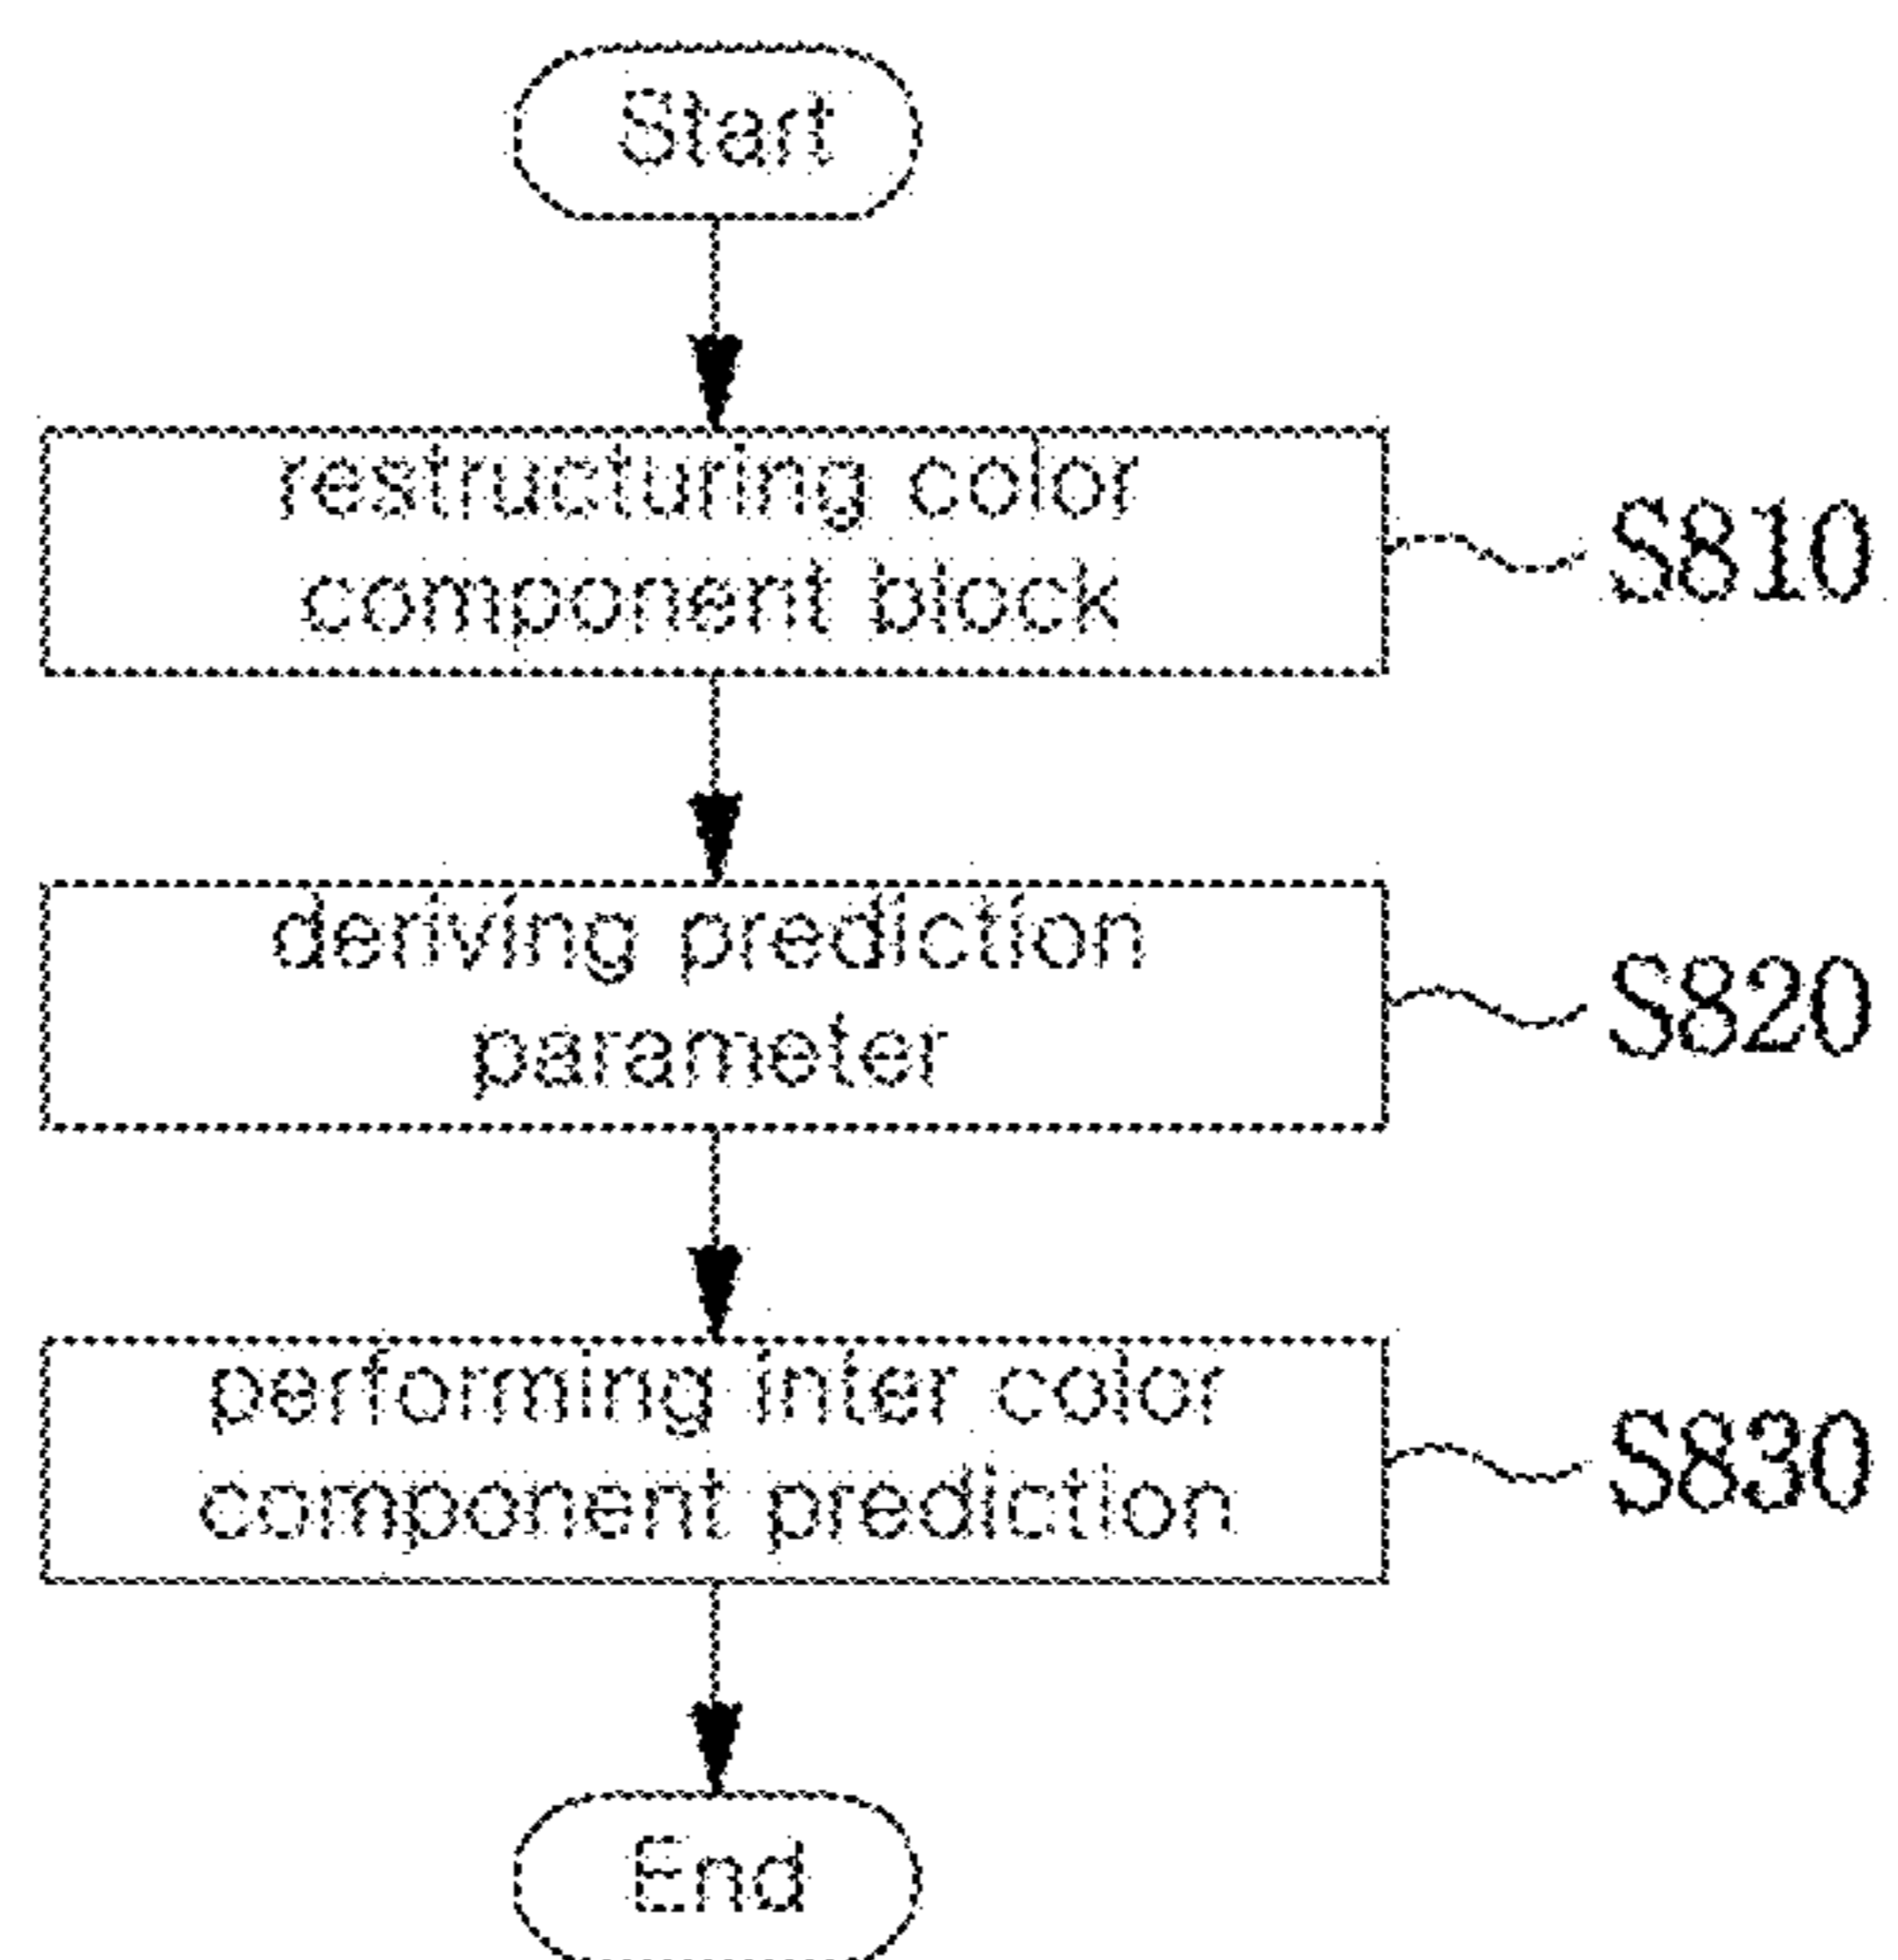 Start
restructuring color
component block
S810
deriving prediction
parameter
S820
performing inter color
component prediction
S830
End